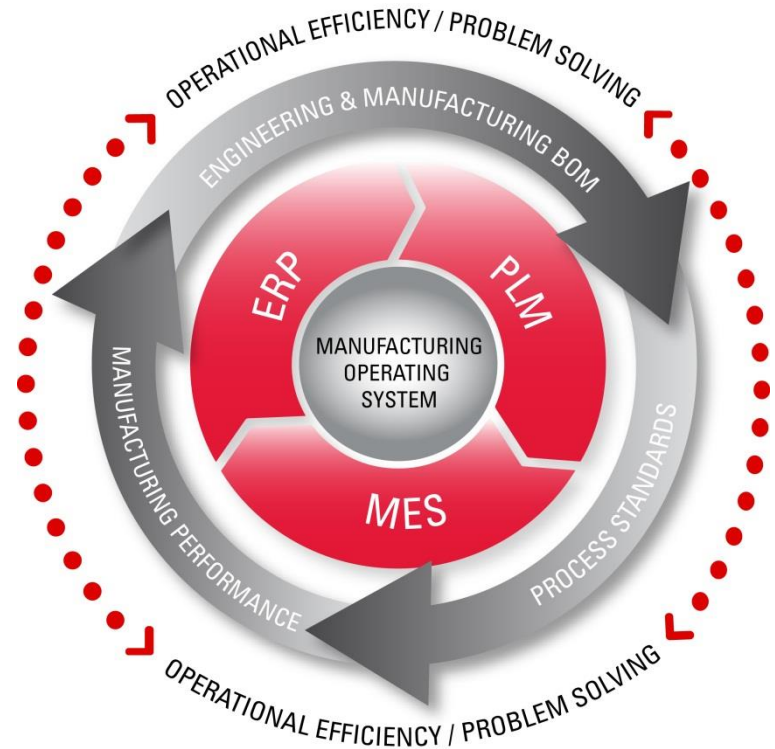 OPERATIONAL EFFICIENCY / PROBLEM SOLVING
ENGINEERING & MANUFACTURING BOM
ERP
PLM
MANUFACTURING
OPERATING
SYSTEM
MES
MANUFACTURING PERFORMANCE
PROCESS STANDARDS
OPERATIONAL EFFICIENCY / PROBLEM SOLVING